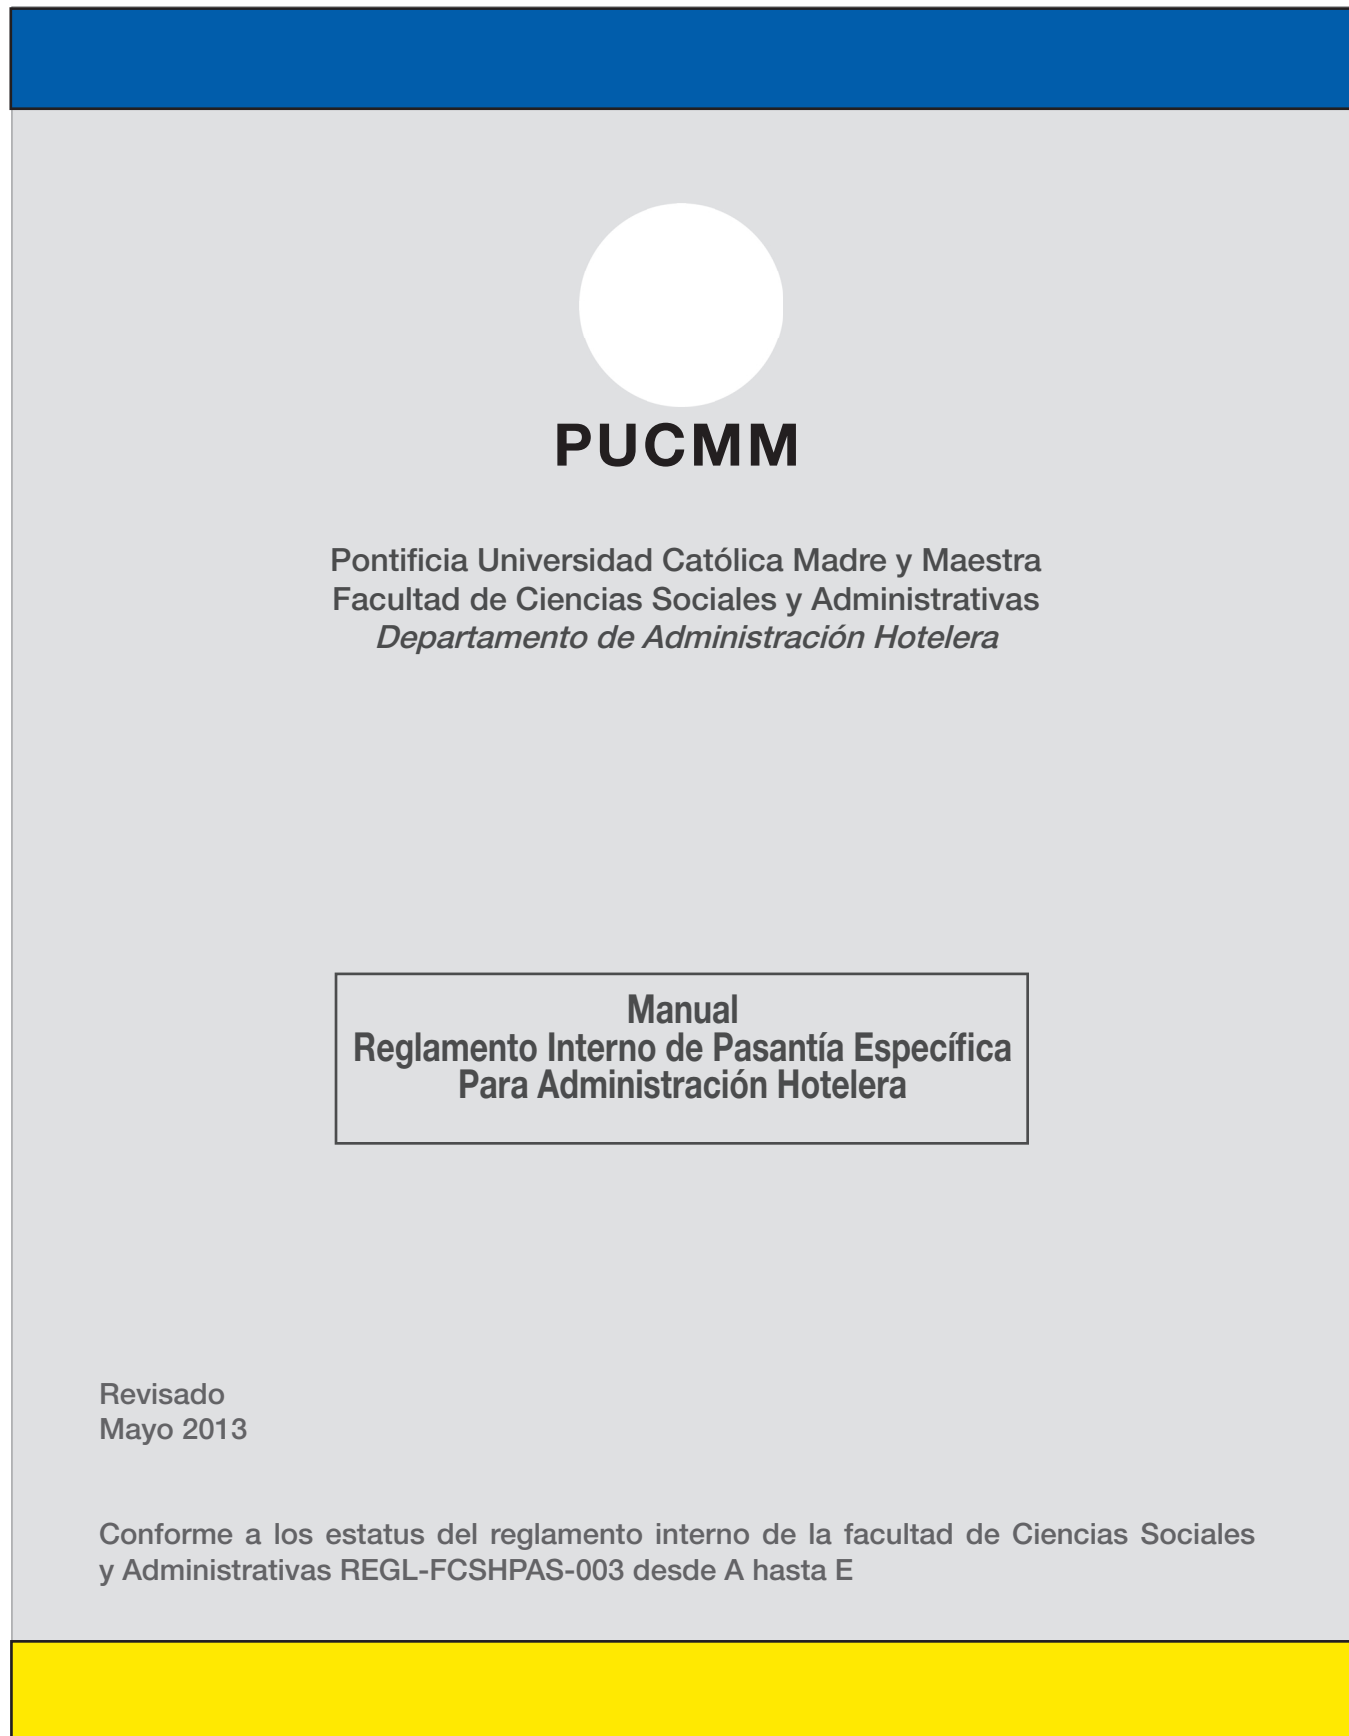 PUCMM
Pontificia Universidad Católica Madre y Maestra
Facultad de Ciencias Sociales y Administrativas
Departamento de Administración Hotelera
Manual
Reglamento Interno de Pasantía Específica
Para Administración Hotelera
Revisado
Mayo 2013
Conforme a los estatus del reglamento interno de la facultad de Ciencias Sociales
y Administrativas REGL-FCSHPAS-003 desde A hasta E